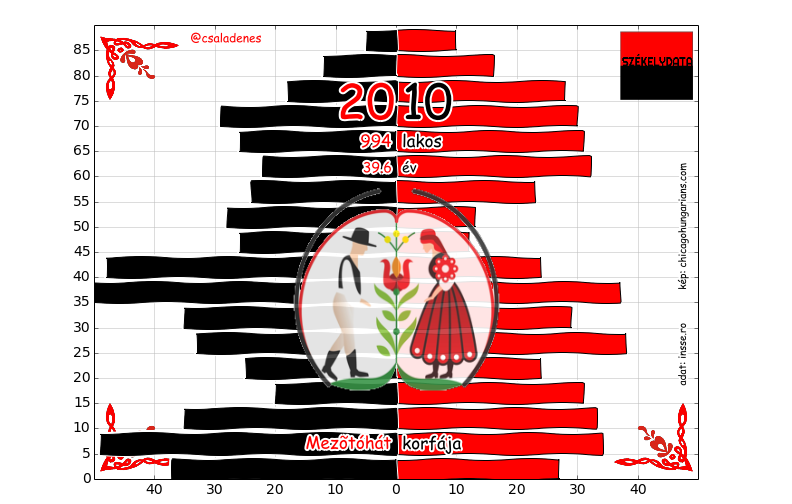 @csaladenes
SZÉKELYDATA
2010
994 lakos
39.6 év
kép: chicagohungarians.com
adat: insse.ro
Mezőtóhát korfája
85
80
75
70
65
60
55
50
45
40
35
30
25
20
15
10
5
0
40 30 20 10 0 10 20 30 40